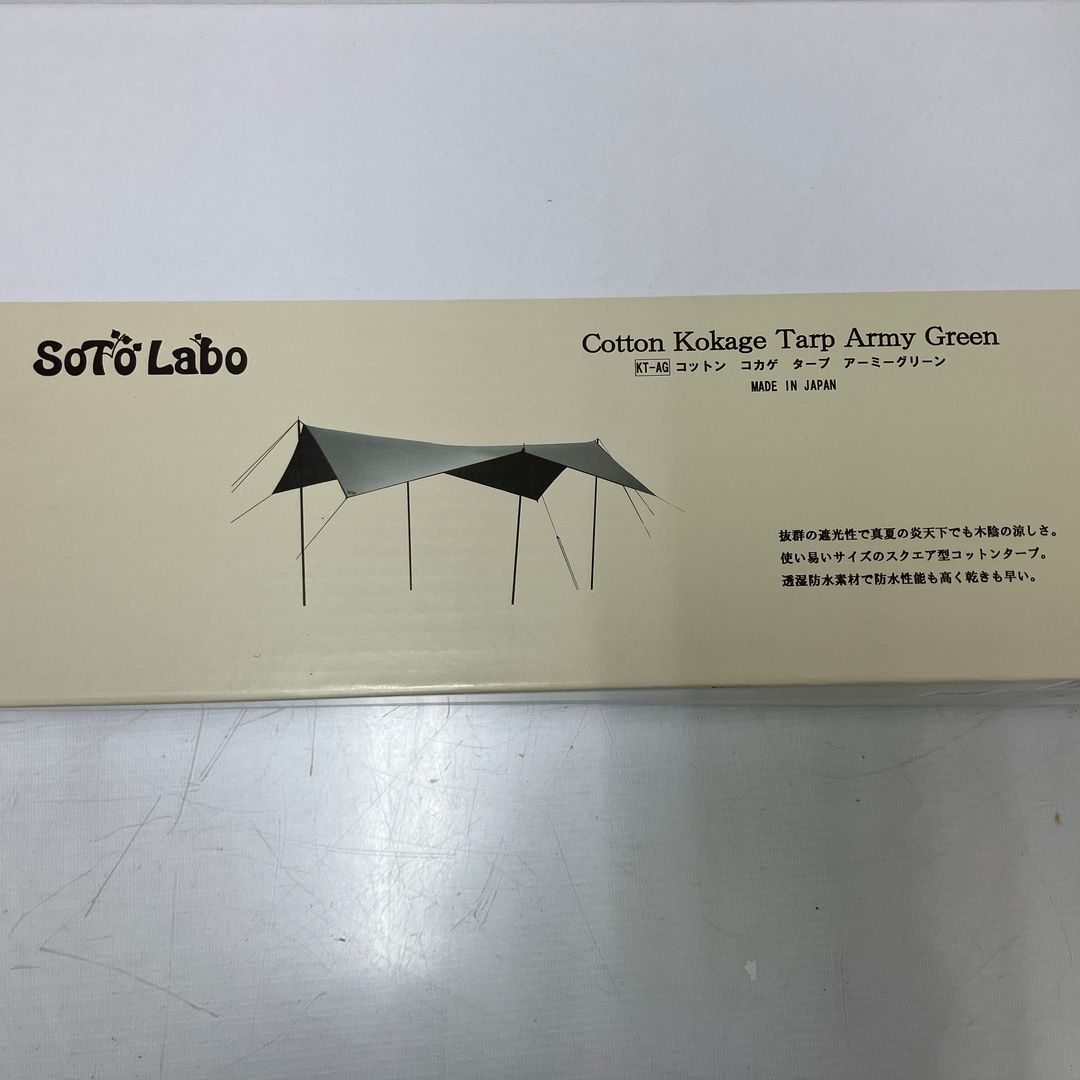 SoTo Labo
Cotton Kokage Tarp Army Green
KT-AG コットン コカゲ タープ アーミーグリーン
MADE IN JAPAN
抜群の遮光性で真夏の炎天下でも木陰の涼しさ。
使い易いサイズのスクエア型コットンタープ。
透湿防水素材で防水性能も高く乾きも早い。